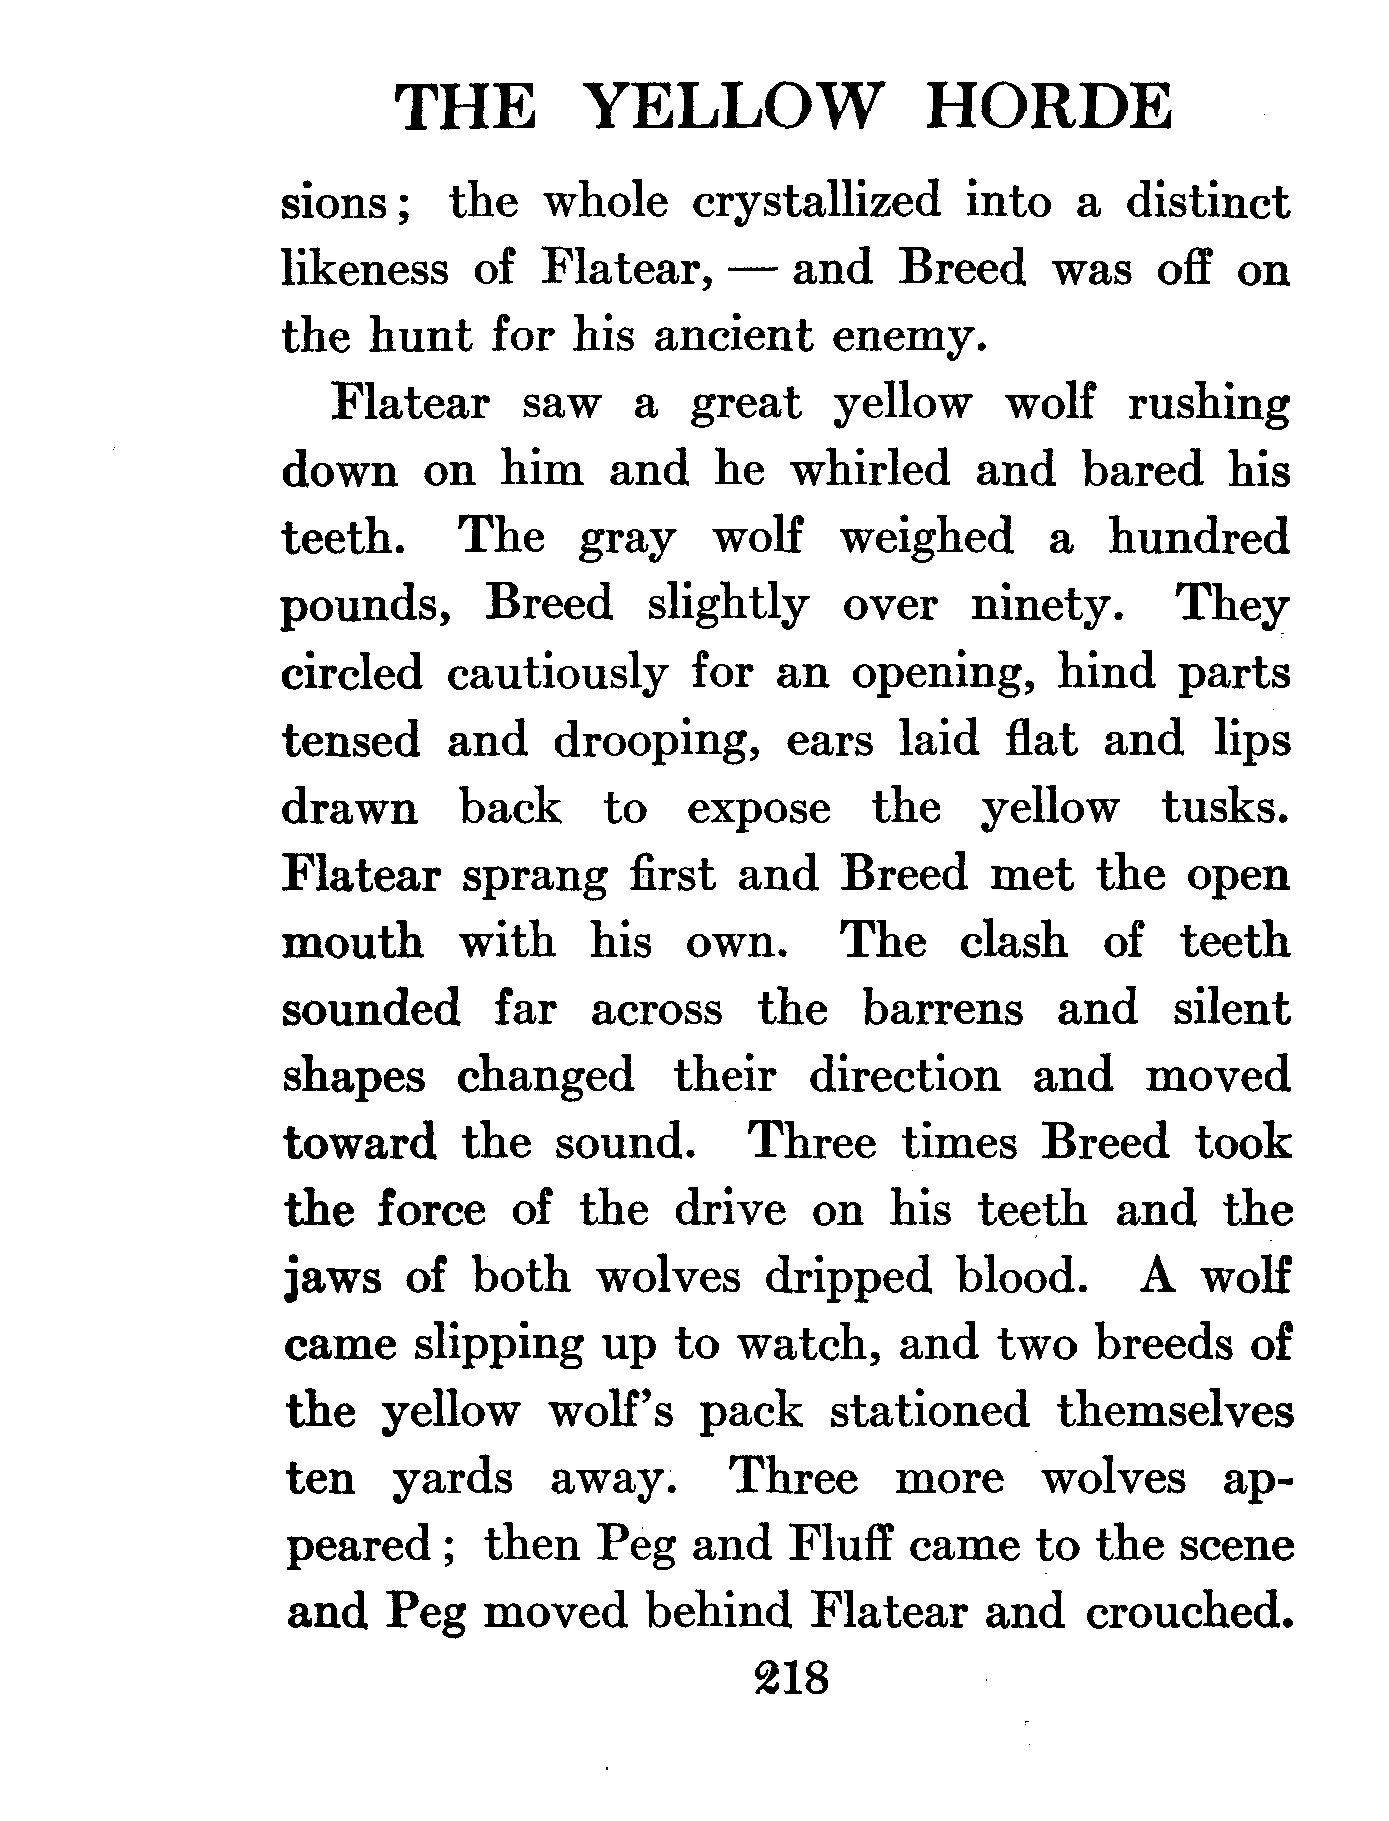 THE YELLOW HORDE
sions; the whole crystallized into a distinct
likeness of Flatear, — and Breed was off on
the hunt for his ancient enemy.
Flatear saw a great yellow wolf rushing
down on him and he whirled and bared his
teeth. The gray wolf weighed a hundred
pounds, Breed slightly over ninety. They
circled cautiously for an opening, hind parts
tensed and drooping, ears laid flat and lips
drawn back to expose the yellow tusks.
Flatear sprang first and Breed met the open
mouth with his own. The clash of teeth
sounded far across the barrens and silent
shapes changed their direction and moved
toward the sound. Three times Breed took
the force of the drive on his teeth and the
jaws of both wolves dripped blood. A wolf
came slipping up to watch, and two breeds of
the yellow wolf's pack stationed themselves
ten yards away. Three more wolves ap-
peared; then Peg and Fluff came to the scene
and Peg moved behind Flatear and crouched.
218